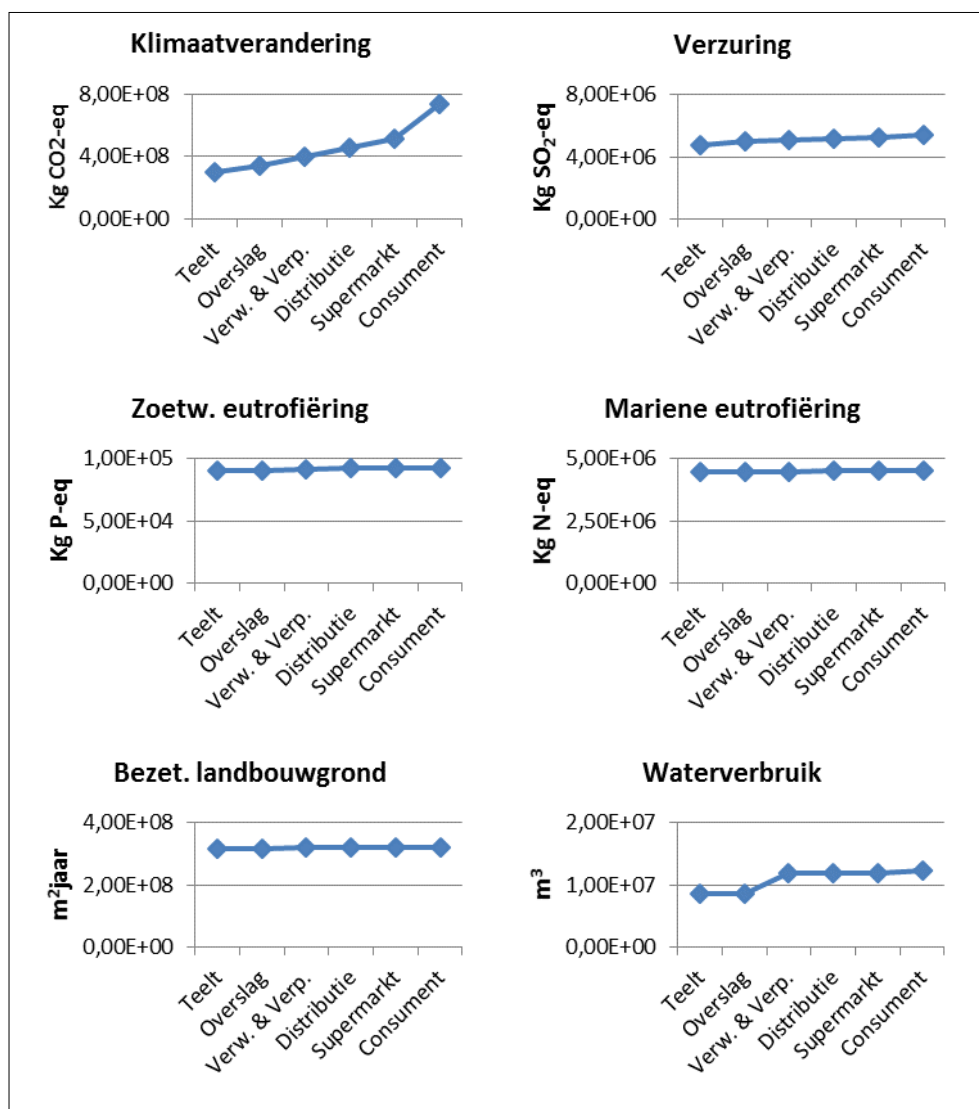 Klimaatverandering
Kg CO2-eq
8,00E+08
4,00E+08
0,00E+00
Teelt
Overslag
Verw. & Verp.
Distributie
Supermarkt
Consument
Verzuring
Kg SO₂-eq
8,00E+06
4,00E+06
0,00E+00
Teelt
Overslag
Verw. & Verp.
Distributie
Supermarkt
Consument
Zoetw. eutrofiëring
Kg P-eq
1,00E+05
5,00E+04
0,00E+00
Teelt
Overslag
Verw. & Verp.
Distributie
Supermarkt
Consument
Mariene eutrofiëring
Kg N-eq
5,00E+06
2,50E+06
0,00E+00
Teelt
Overslag
Verw. & Verp.
Distributie
Supermarkt
Consument
Bezet. landbouwgrond
m²jaar
4,00E+08
2,00E+08
0,00E+00
Teelt
Overslag
Verw. & Verp.
Distributie
Supermarkt
Consument
Waterverbruik
m³
2,00E+07
1,00E+07
0,00E+00
Teelt
Overslag
Verw. & Verp.
Distributie
Supermarkt
Consument